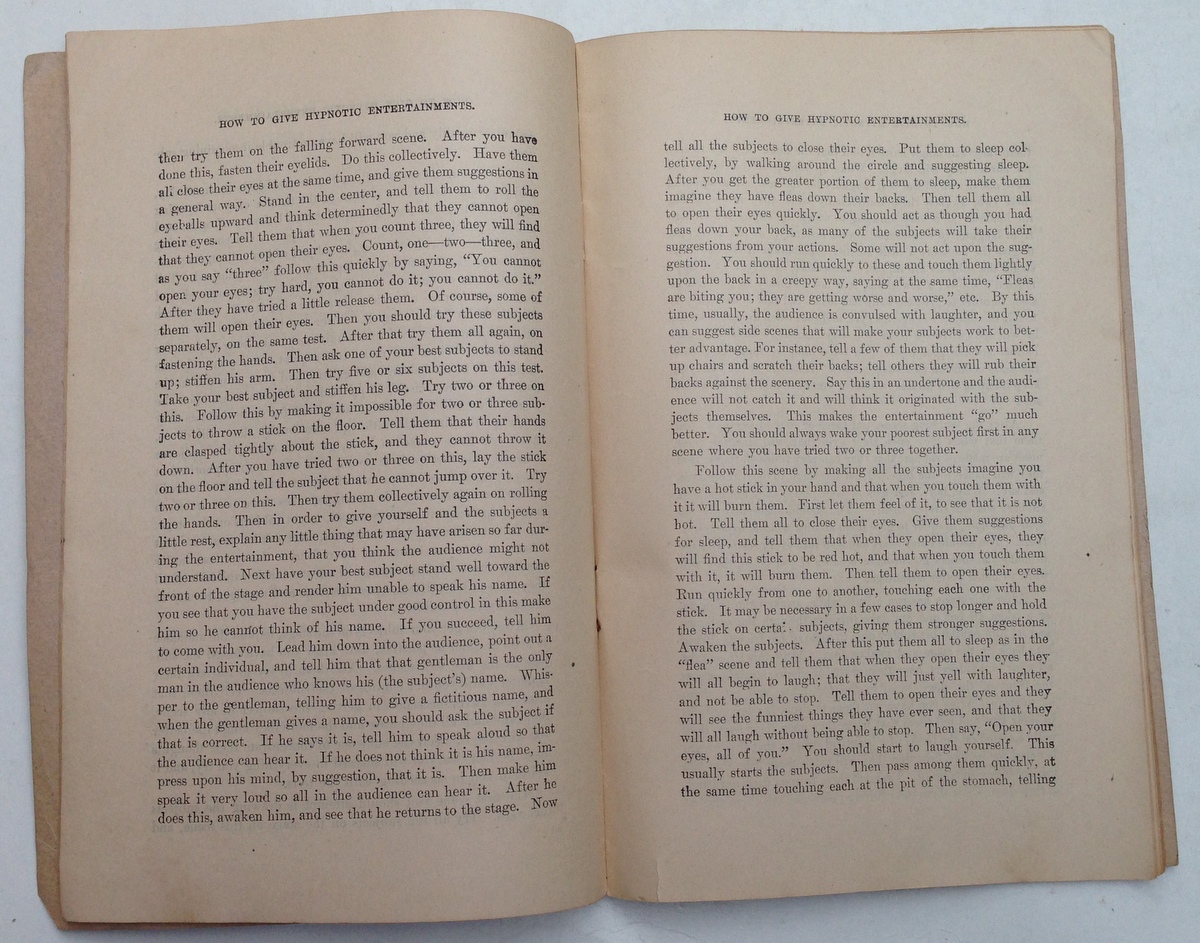 HOW TO GIVE HYPNOTIC ENTERTAINMENTS.
then try them on the falling forward scene. After you have
done this, fasten their eyelids. Do this collectively. Have them
all close their eyes at the same time, and give them suggestions in
a general way. Stand in the center, and tell them to roll the
eyeballs upward and think determinedly that they cannot open
their eyes. Tell them that when you count three, they will find
that they cannot open their eyes. Count, one—two—three, and
as you say "three" follow this quickly by saying, "You cannot
open your eyes; try hard, you cannot do it; you cannot do it."
After they have tried a little release them. Of course, some of
them will open their eyes. Then you should try these subjects
separately, on the same test. After that try them all again, on
fastening the hands. Then ask one of your best subjects to stand
up; stiffen his arm. Then try five or six subjects on this test.
Take your best subject and stiffen his leg. Try two or three on
this. Follow this by making it impossible for two or three sub-
jects to throw a stick on the floor. Tell them that their hands
are clasped tightly about the stick, and they cannot throw it
down. After you have tried two or three on this, lay the stick
on the floor and tell the subject that he cannot jump over it. Try
two or three on this. Then try them collectively again on rolling
the hands. Then in order to give yourself and the subjects a
little rest, explain any little thing that may have arisen so far dur-
ing the entertainment, that you think the audience might not
understand. Next have your best subject stand well toward the
front of the stage and render him unable to speak his name. If
you see that you have the subject under good control in this make
him so he cannot think of his name. If you succeed, tell him
to come with you. Lead him down into the audience, point out a
certain individual, and tell him that that gentleman is the only
man in the audience who knows his (the subject's) name. Whis-
per to the gentleman, telling him to give a fictitious name, and
when the gentleman gives a name, you should ask the subject if
that is correct. If he says it is, tell him to speak aloud so that
the audience can hear it. If he does not think it is his name, im-
press upon his mind, by suggestion, that it is. Then make him
speak it very loud so all in the audience can hear it. After he
does this, awaken him, and see that he returns to the stage. Now
HOW TO GIVE HYPNOTIC ENTERTAINMENTS.
tell all the subjects to close their eyes. Put them to sleep col-
lectively, by walking around the circle and suggesting sleep.
After you get the greater portion of them to sleep, make them
imagine they have fleas down their backs. Then tell them all
to open their eyes quickly. You should act as though you had
fleas down your back, as many of the subjects will take their
suggestions from your actions. Some will not act upon the sug-
gestion. You should run quickly to these and touch them lightly
upon the back in a creepy way, saying at the same time, "Fleas
are biting you; they are getting worse and worse," etc. By this
time, usually, the audience is convulsed with laughter, and you
can suggest side scenes that will make your subjects work to bet-
ter advantage. For instance, tell a few of them that they will pick
up chairs and scratch their backs; tell others they will rub their
backs against the scenery. Say this in an undertone and the audi-
ence will not catch it and will think it originated with the sub-
jects themselves. This makes the entertainment "go" much
better. You should always wake your poorest subject first in any
scene where you have tried two or three together.
Follow this scene by making all the subjects imagine you
have a hot stick in your hand and that when you touch them with
it it will burn them. First let them feel of it, to see that it is not
hot. Tell them all to close their eyes. Give them suggestions
for sleep, and tell them that when they open their eyes, they
will find this stick to be red hot, and that when you touch them
with it, it will burn them. Then tell them to open their eyes.
Run quickly from one to another, touching each one with the
stick. It may be necessary in a few cases to stop longer and hold
the stick on subjects, giving them stronger suggestions.
Awaken the subjects. After this put them all to sleep as in the
"flea" scene and tell them that when they open their eyes they
will all begin to laugh; that they will just yell with laughter,
and not be able to stop. Tell them to open their eyes and they
will see the funniest things they have ever seen, and that they
will all laugh without being able to stop. Then say, "Open your
eyes, all of you." You should start to laugh yourself. This
usually starts the subjects. Then pass among them quickly, at
the same time touching each at the pit of the stomach, telling